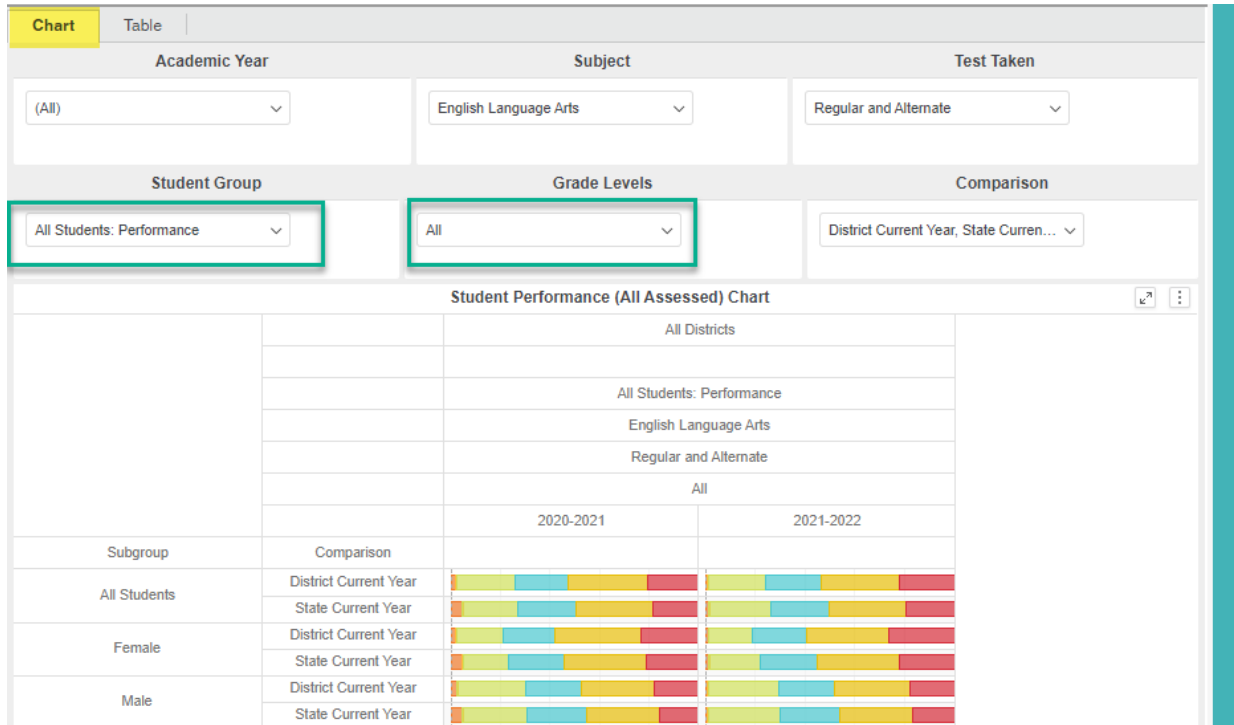 Chart Table
Academic Year Subject Test Taken
(All) English Language Arts Regular and Alternate
Student Group Grade Levels Comparison
All Students: Performance All District Current Year, State Curren...
Student Performance (All Assessed) Chart
All Districts
All Students: Performance
English Language Arts
Regular and Alternate
All
2020-2021 2021-2022
Subgroup Comparison
All Students
District Current Year
State Current Year
Female
District Current Year
State Current Year
Male
District Current Year
State Current Year